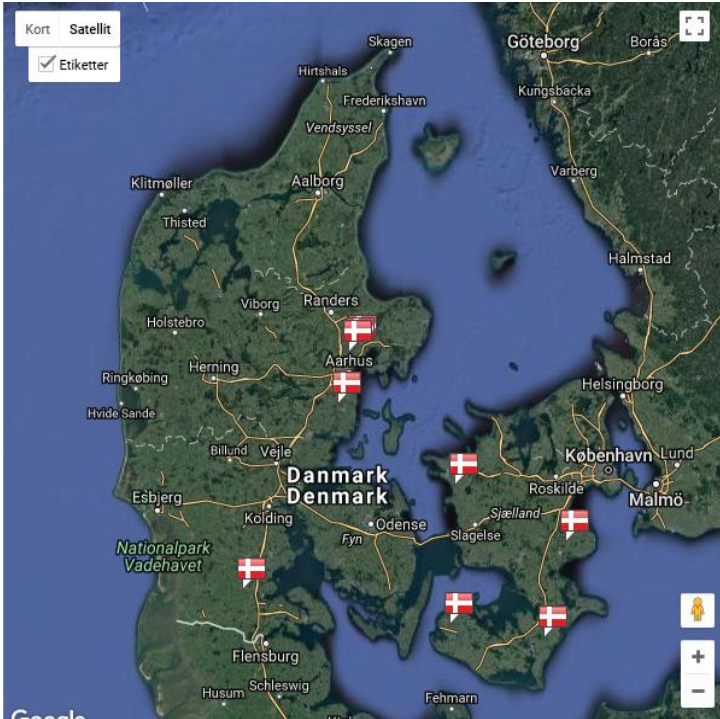 Kort Satellit
Etiketter
Skagen
Göteborg
Borås
Hirtshals
Kungsbacka
Frederikshavn
Vendsyssel
Varberg
Klitmøller
Aalborg
Thisted
Halmstad
Viborg
Randers
Holstebro
Aarhus
Herning
Ringkøbing
Helsingborg
Hvide Sande
Billund
Vejle
København
Lund
Danmark
Denmark
Roskilde
Malmö
Esbjerg
Kolding
Odense
Sjælland
Fyn
Slagelse
Nationalpark
Vadehavet
Flensburg
Schleswig
Husum
Fehmarn
Google